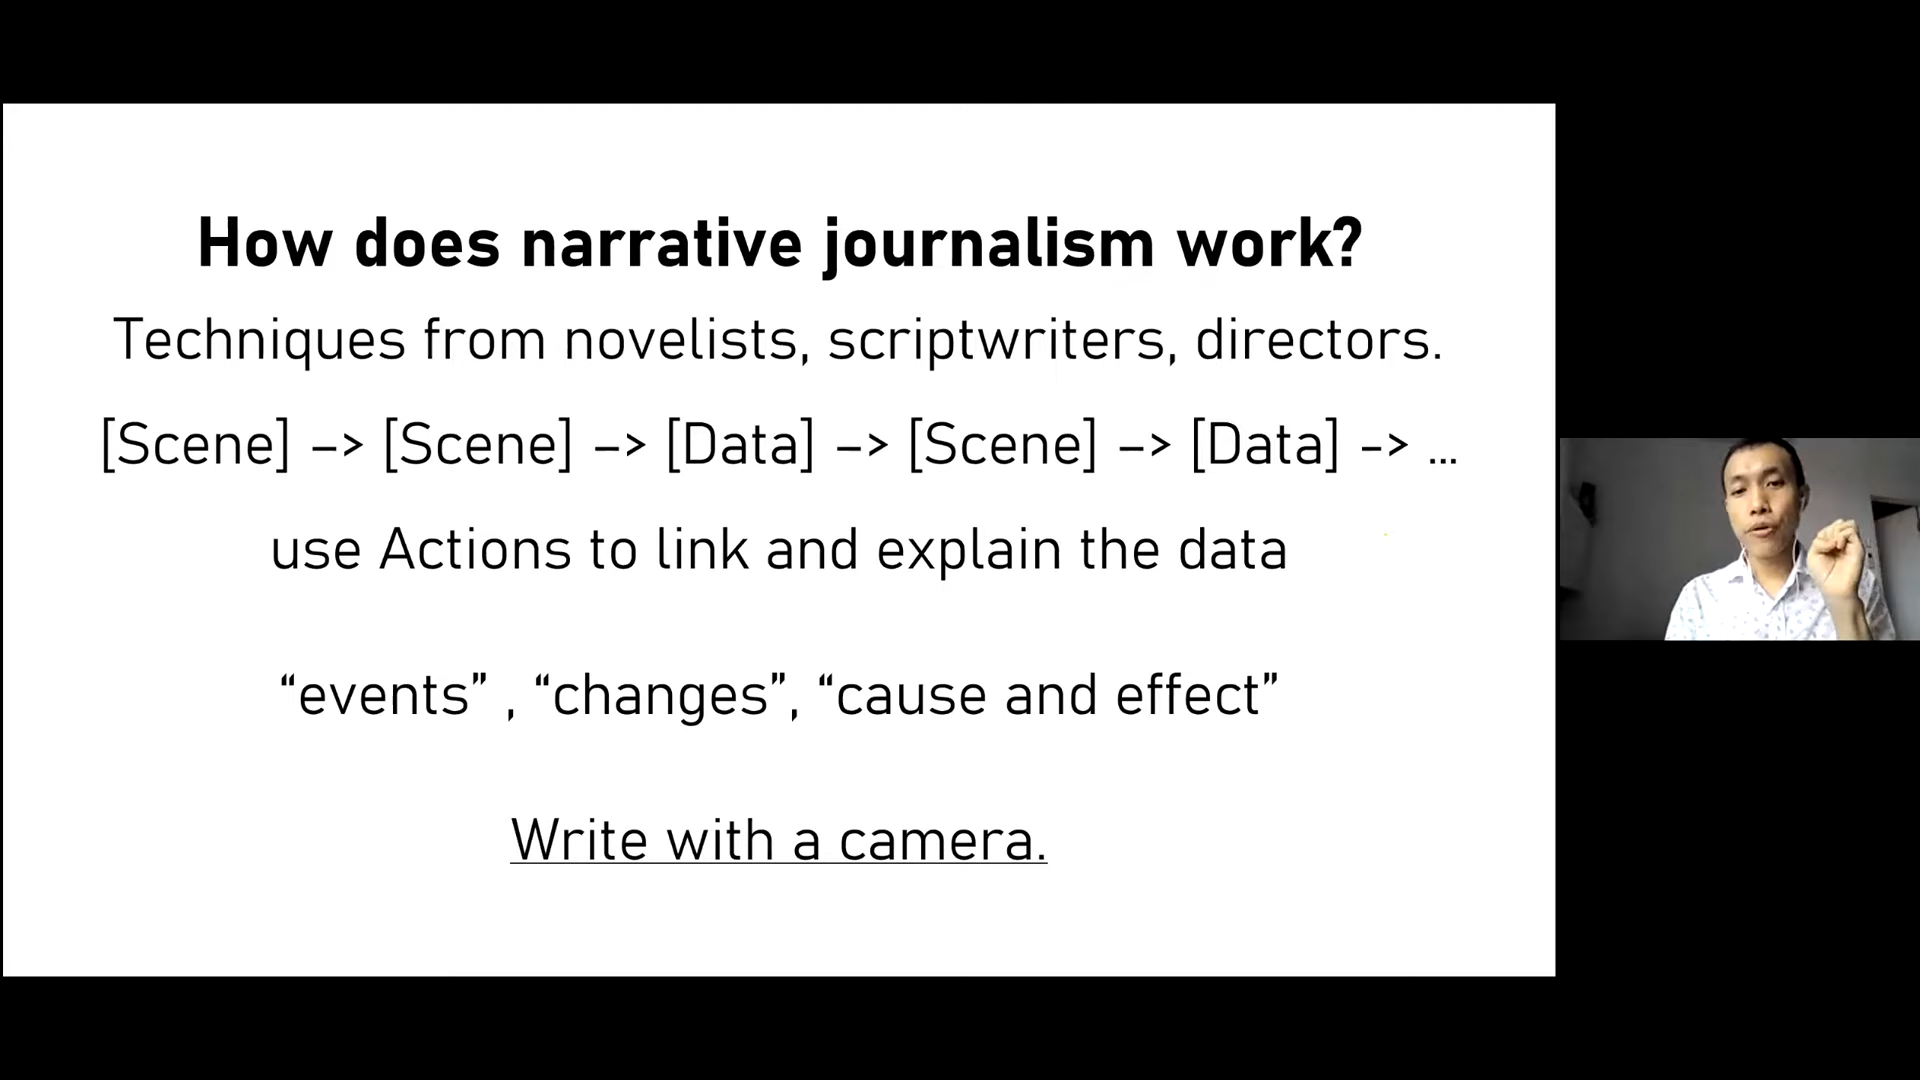 How does narrative journalism work?
Techniques from novelists, scriptwriters, directors.
[Scene] –> [Scene] –> [Data] –> [Scene] –> [Data] -> ...
use Actions to link and explain the data
“events” , “changes”, “cause and effect”
Write with a camera.